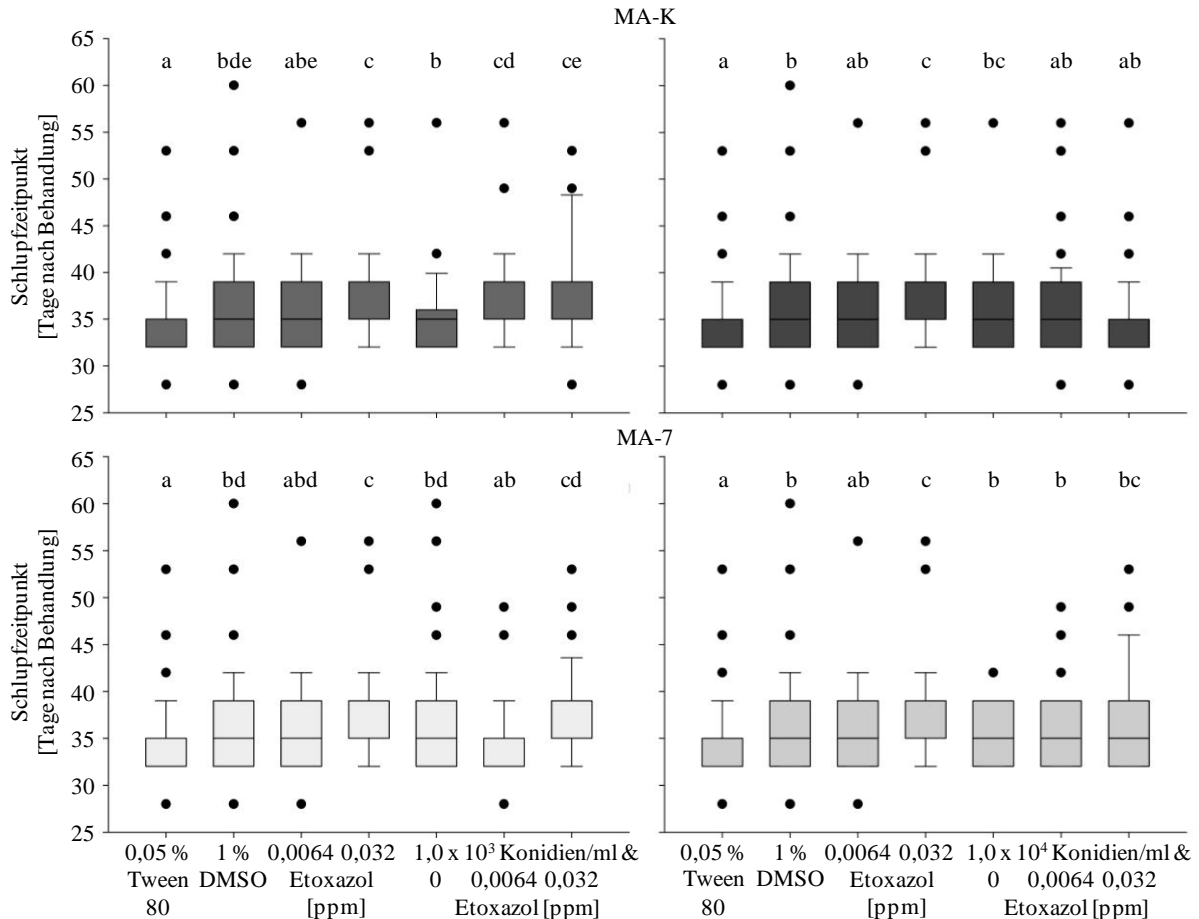 MA-K
65
60
55
50
45
40
35
30
25
Schlupfzeitpunkt
[Tage nach Behandlung]
a bde abe c b cd ce
a b ab c bc ab ab
MA-7
65
60
55
50
45
40
35
30
25
Schlupfzeitpunkt
[Tage nach Behandlung]
a bd abd c bd ab cd
a b ab c b b bc
0,05 % 1 % 0,0064 0,032 1,0 x 10³ Konidien/ml &
Tween DMSO Etoxazol 0 0,0064 0,032
80 [ppm] Etoxazol [ppm]
0,05 % 1 % 0,0064 0,032 1,0 x 10⁴ Konidien/ml &
Tween DMSO Etoxazol 0 0,0064 0,032
80 [ppm] Etoxazol [ppm]